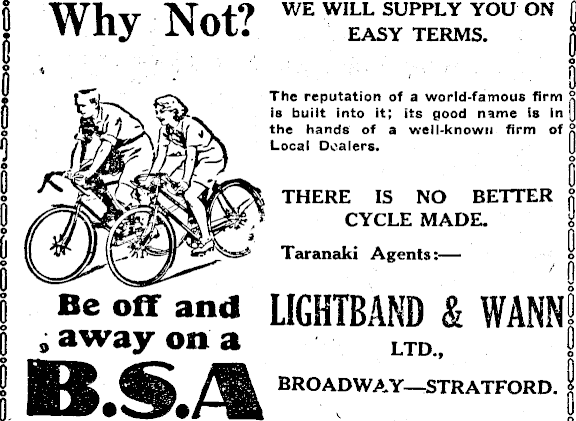 Why Not?
Be off and
away on a
B.S.A
WE WILL SUPPLY YOU ON
EASY TERMS.
The reputation of a world-famous firm
is built into it; its good name is in
the hands of a well-known firm of
Local Dealers.
THERE IS NO BETTER
CYCLE MADE.
Taranaki Agents:—
LIGHTBAND & WANN
LTD.,
BROADWAY—STRATFORD.